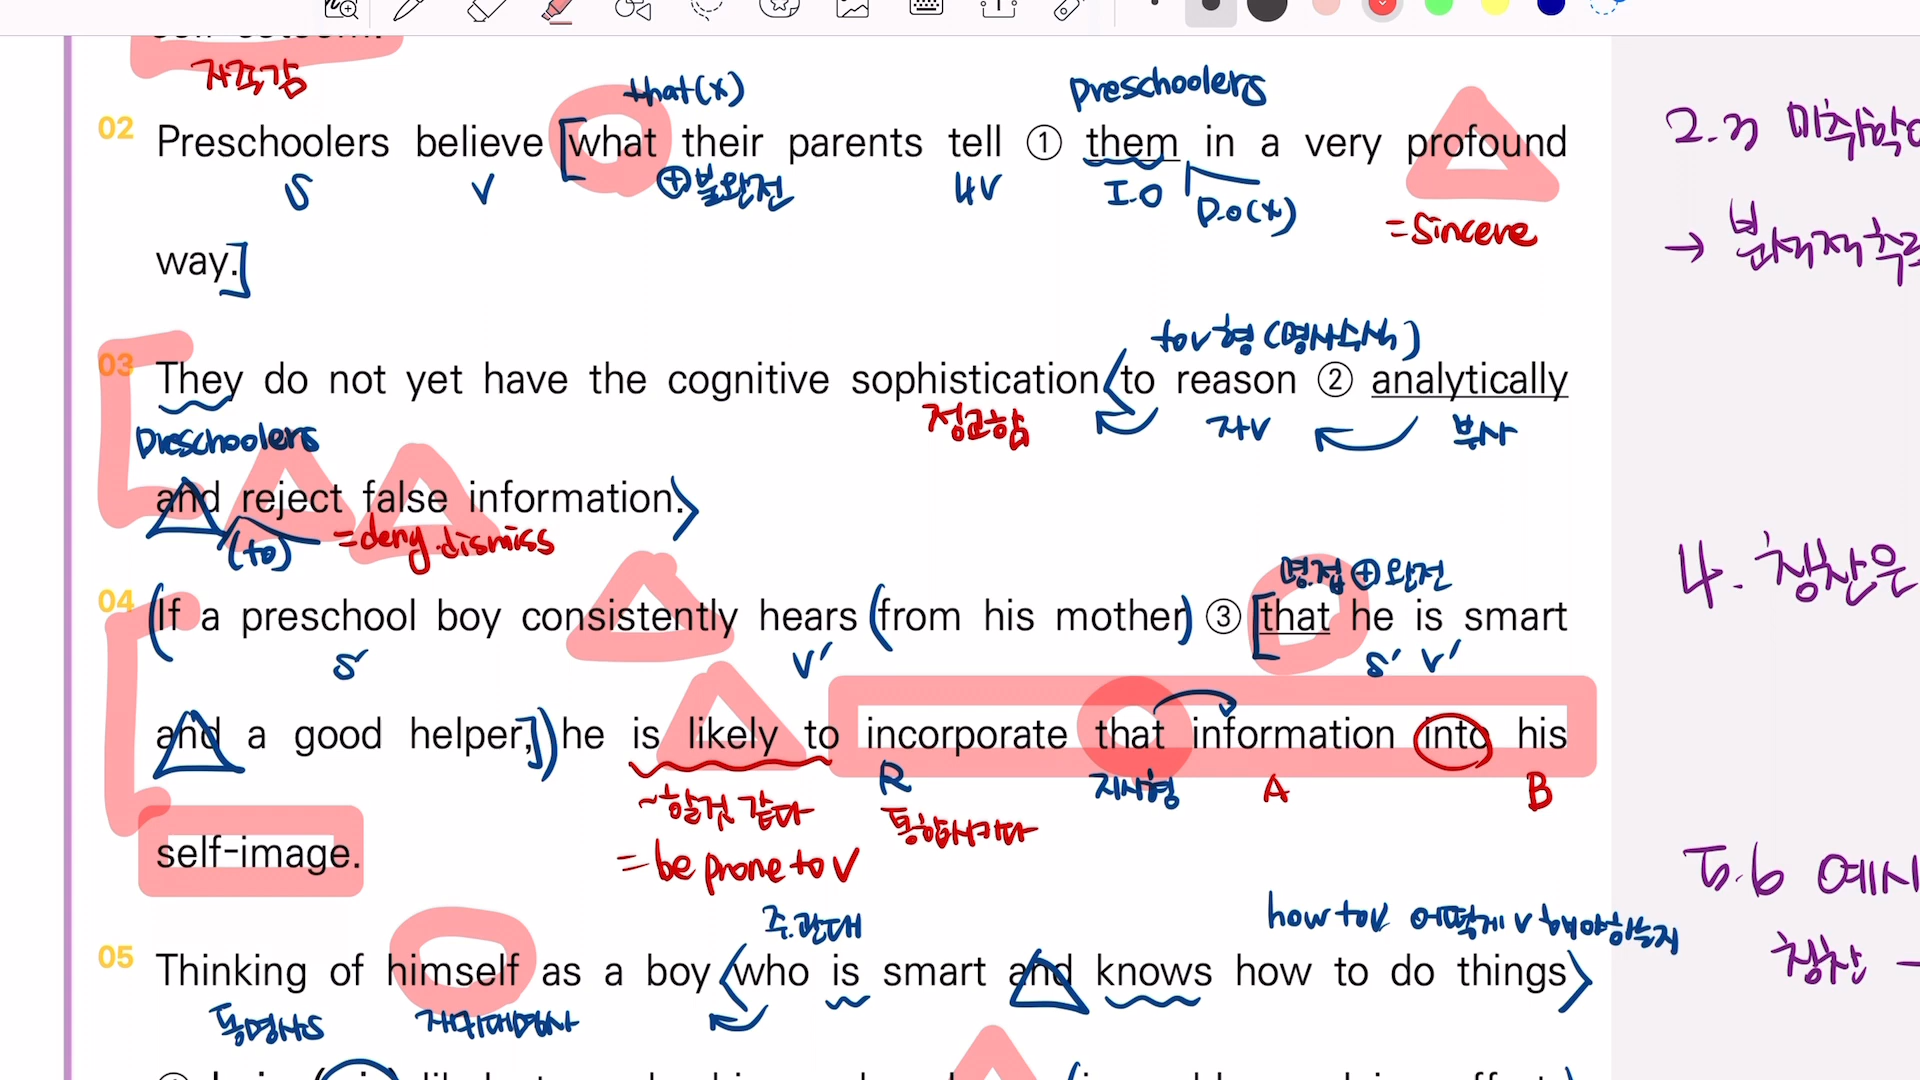 자존감
that(x) preschoolers
02 Preschoolers believe [what their parents tell ① them in a very profound
S V ⊕불완전 4V I.O D.O(x) =sincere
way.]
2.3 미취학
→ 분석적 추론
to V 형 (명사수식)
03 They do not yet have the cognitive sophistication <to reason ② analytically
preschoolers 정교함 자V 부사
and reject false information.>
(to) =deny.dismiss
명접 ⊕완전
04 (If a preschool boy consistently hears (from his mother) ③ [that he is smart
S' V' S' V'
4. 칭찬은
and a good helper,]) he is likely to incorporate that information into his
~할것 같다 R 지시형 A B
통합시키다
self-image.
= be prone to V
5.6 예시
주.관대 how to V 어떻게 V 해야하는지
05 Thinking of himself as a boy <who is smart and knows how to do things>
칭찬 →
동명사S 재귀대명사